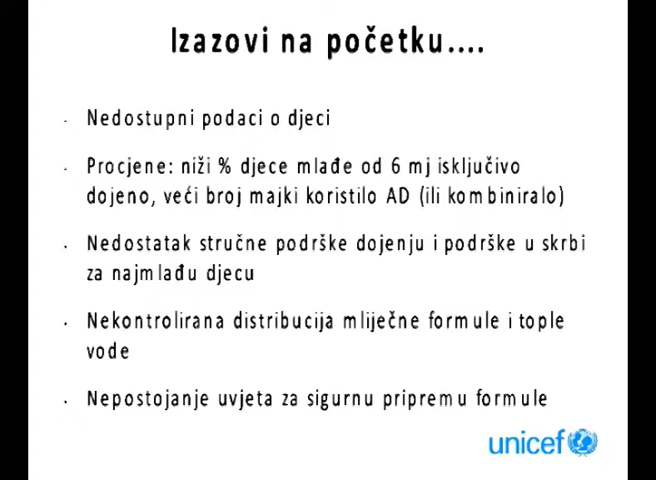 Izazovi na početku....
- Nedostupni podaci o djeci
- Procjene: niži % djece mlađe od 6 mj isključivo
dojeno, veći broj majki koristilo AD (ili kombiniralo)
- Nedostatak stručne podrške dojenju i podrške u skrbi
za najmlađu djecu
· Nekontrolirana distribucija mliječne formule i tople
vode
· Nepostojanje uvjeta za sigurnu pripremu formule
unicef